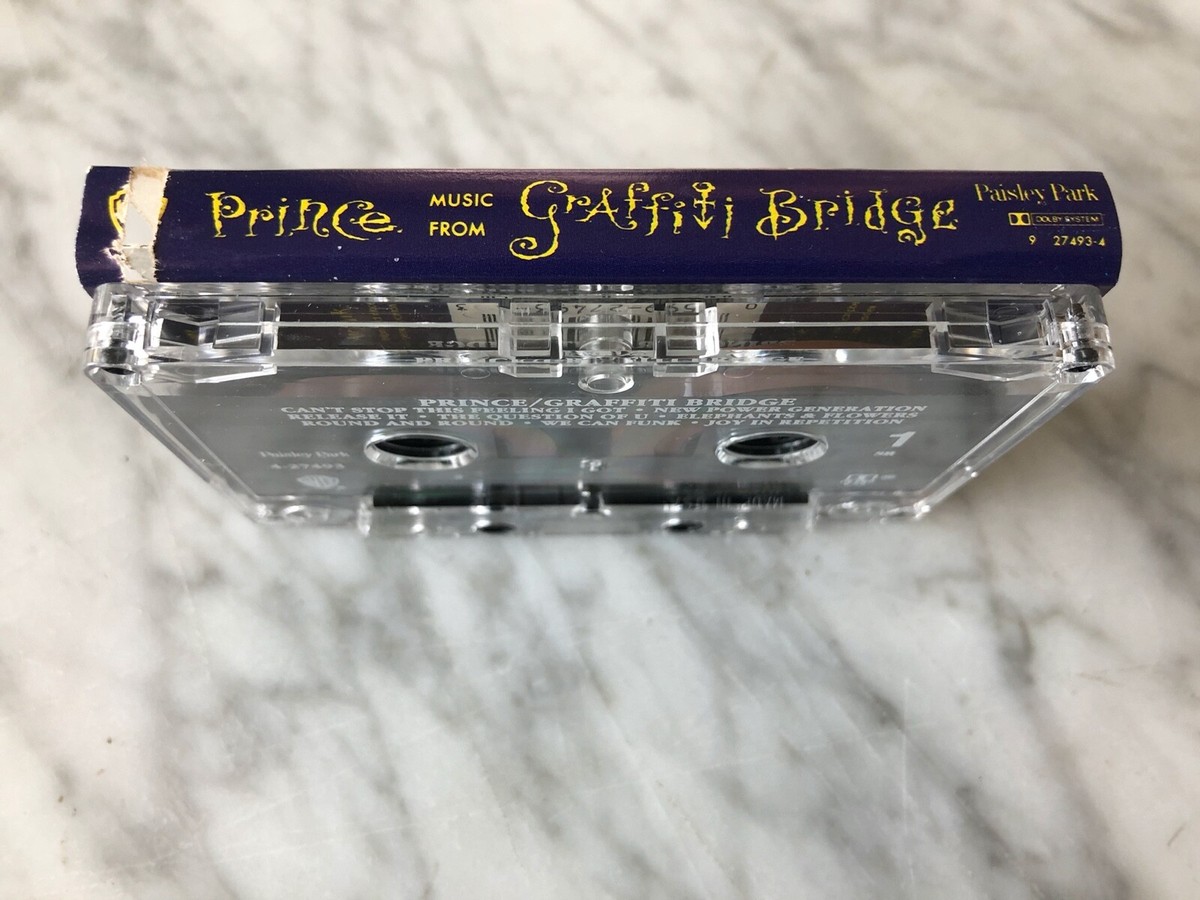 Prince MUSIC FROM Graffiti Bridge
Paisley Park
DOLBY SYSTEM
9 27493-4
PRINCE/GRAFFITI BRIDGE
CAN'T STOP THIS FEELING I GOT • NEW POWER GENERATION
RELEASE IT • THE QUESTION OF U • ELEPHANTS & FLOWERS
ROUND AND ROUND • WE CAN FUNK • JOY IN REPETITION
Paisley Park
4-27493
1